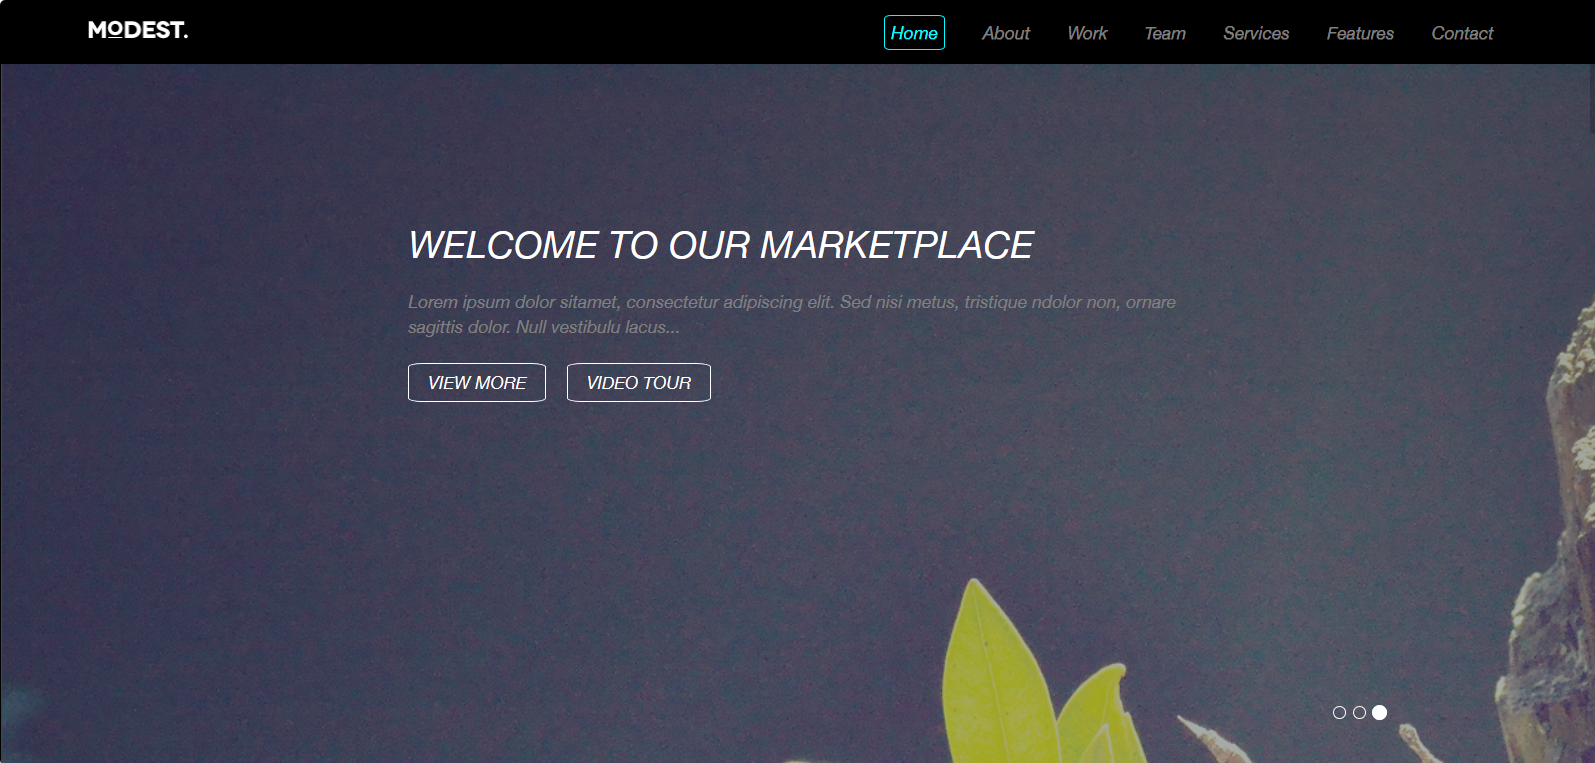 MODEST.
Home About Work Team Services Features Contact
WELCOME TO OUR MARKETPLACE
Lorem ipsum dolor sitamet, consectetur adipiscing elit. Sed nisi metus, tristique ndolor non, ornare
sagittis dolor. Null vestibulu lacus...
VIEW MORE VIDEO TOUR